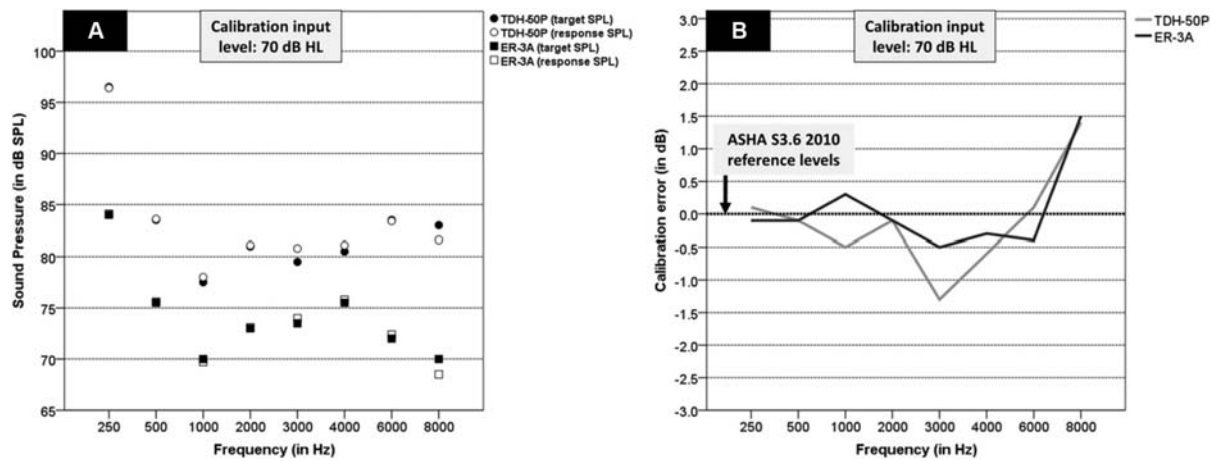 A
Calibration input
level: 70 dB HL
TDH-50P (target SPL)
TDH-50P (response SPL)
ER-3A (target SPL)
ER-3A (response SPL)
Sound Pressure (in dB SPL)
100
95
90
85
80
75
70
65
250 500 1000 2000 3000 4000 6000 8000
Frequency (in Hz)
B
Calibration input
level: 70 dB HL
TDH-50P
ER-3A
Calibration error (in dB)
3.0
2.5
2.0
1.5
1.0
0.5
0.0
-0.5
-1.0
-1.5
-2.0
-2.5
-3.0
ASHA S3.6 2010
reference levels
250 500 1000 2000 3000 4000 6000 8000
Frequency (in Hz)